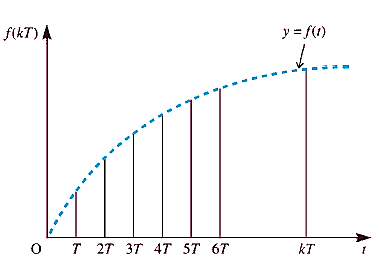 y = f(t)
f(kT)
O T 2T 3T 4T 5T 6T kT t